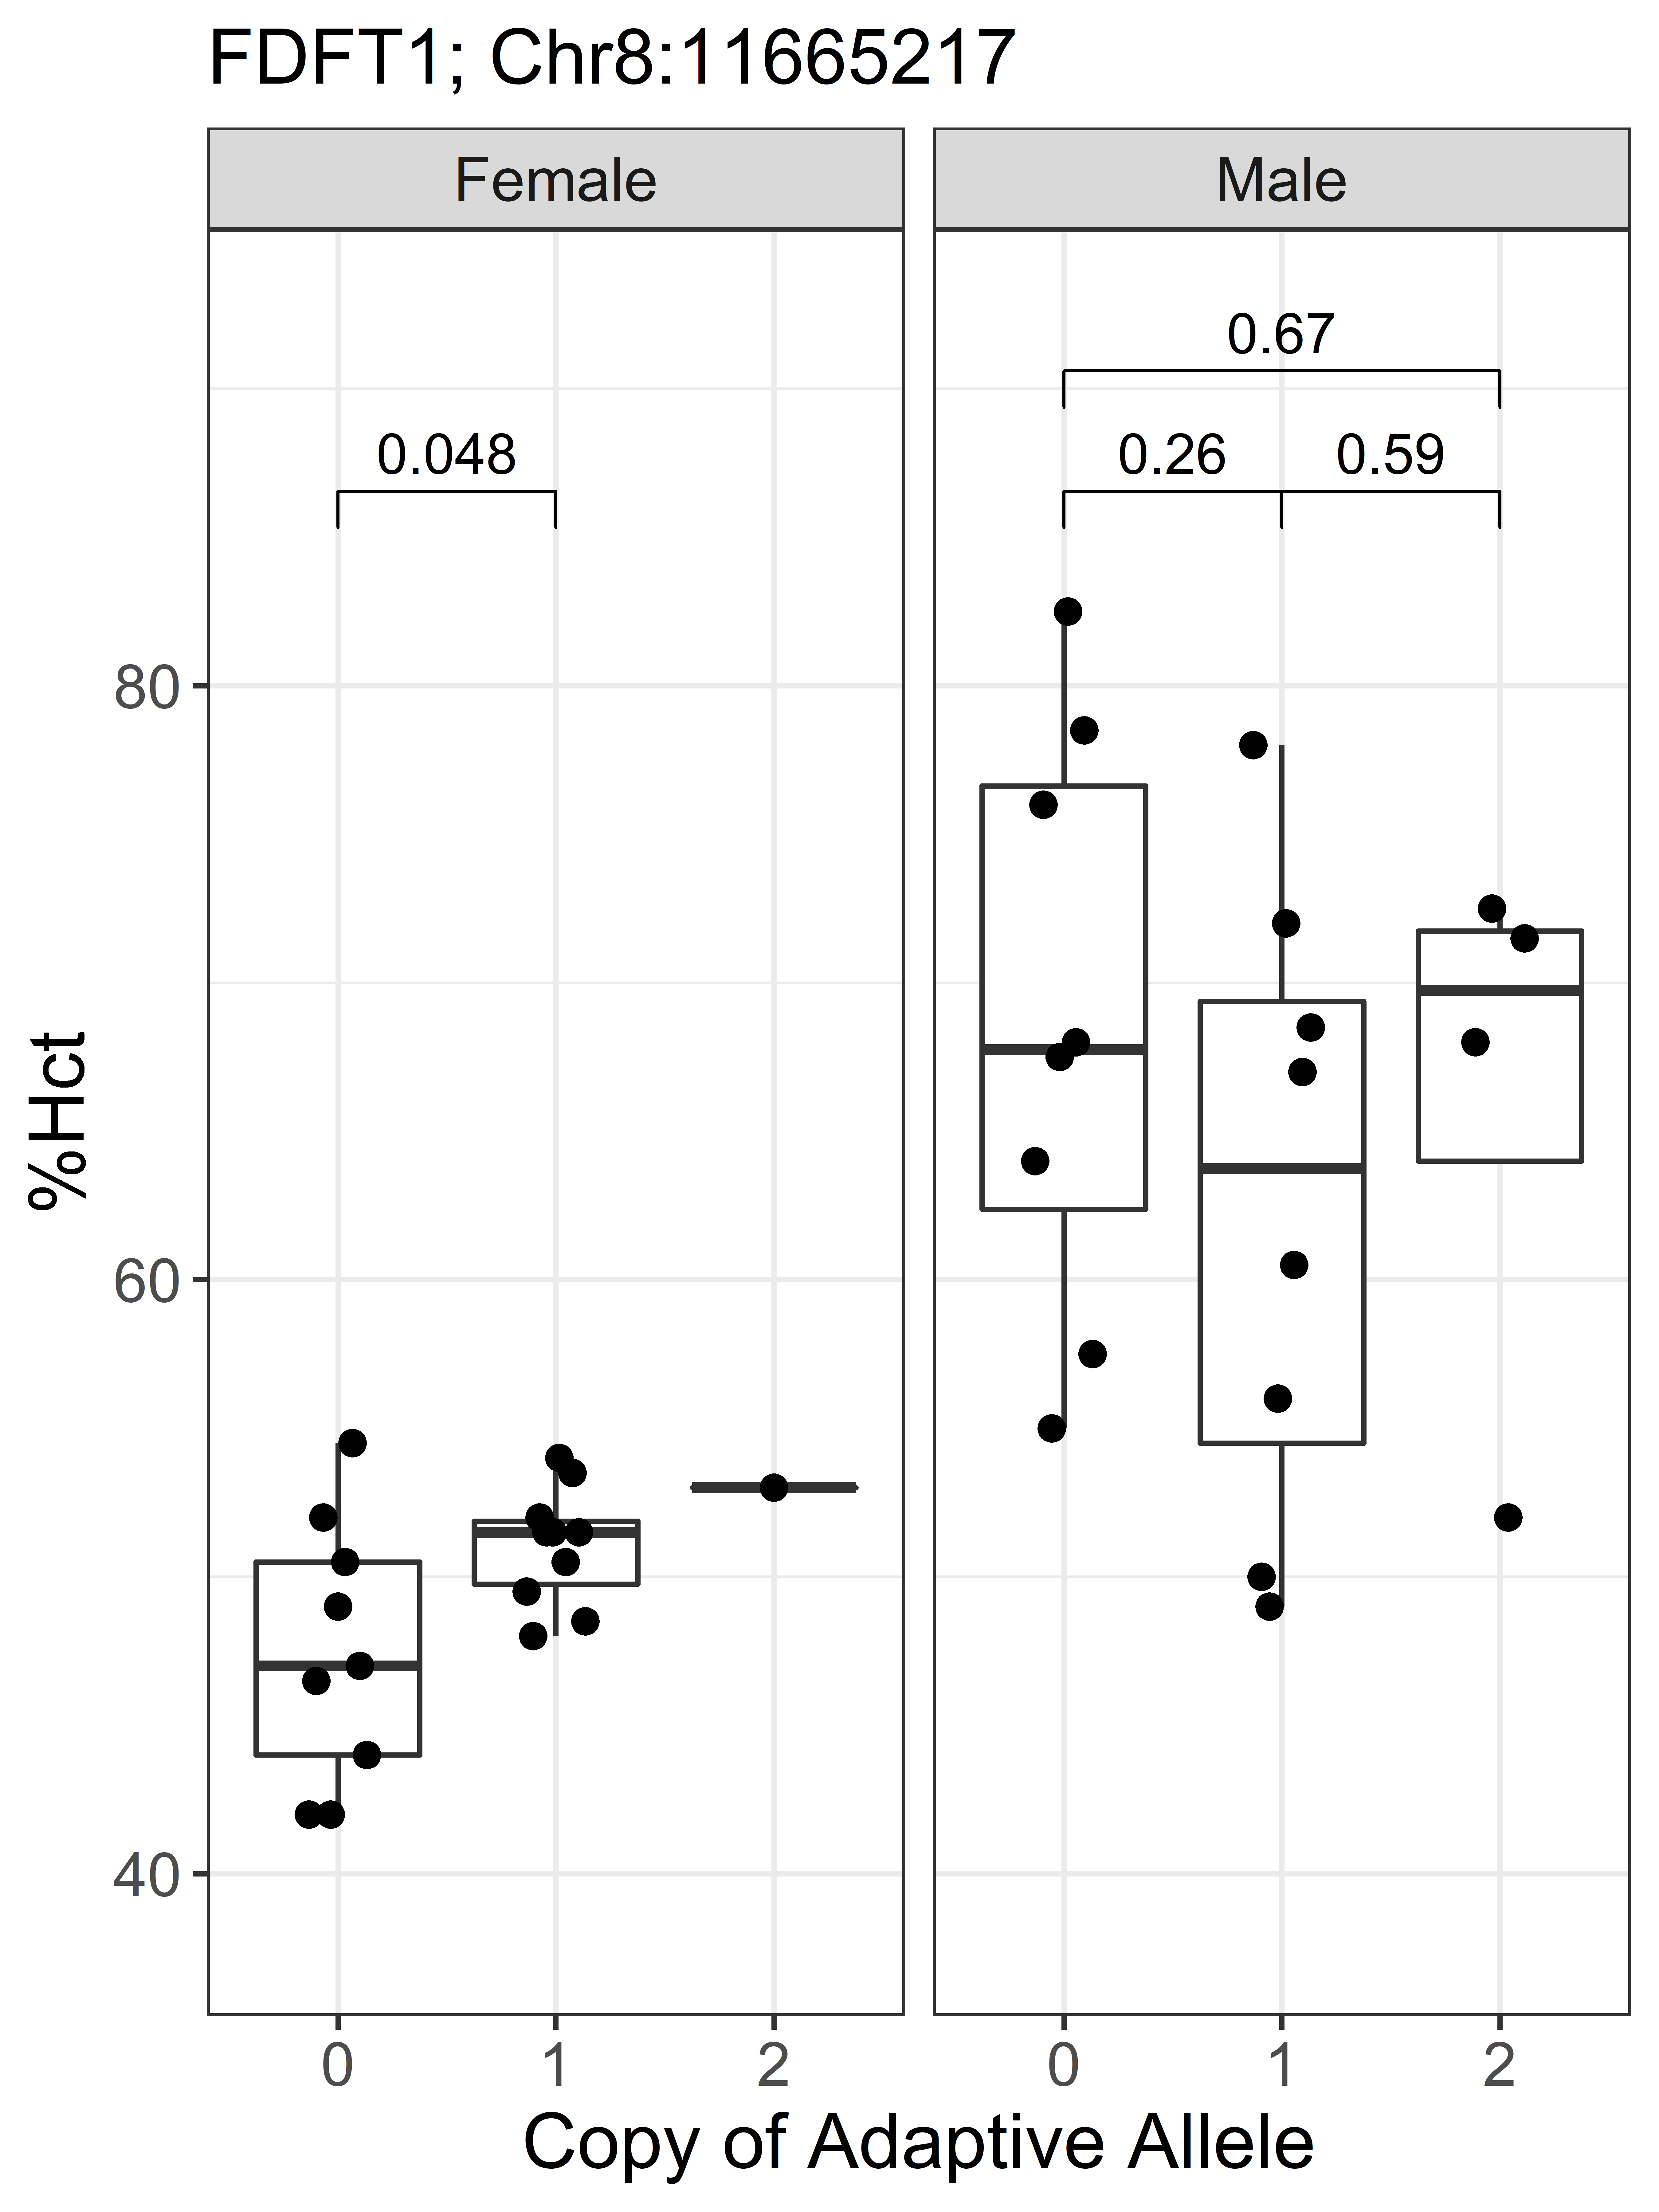 FDFT1; Chr8:11665217
Female
Male
0.67
0.048
0.26
0.59
%Hct
80
60
40
0
1
2
0
1
2
Copy of Adaptive Allele